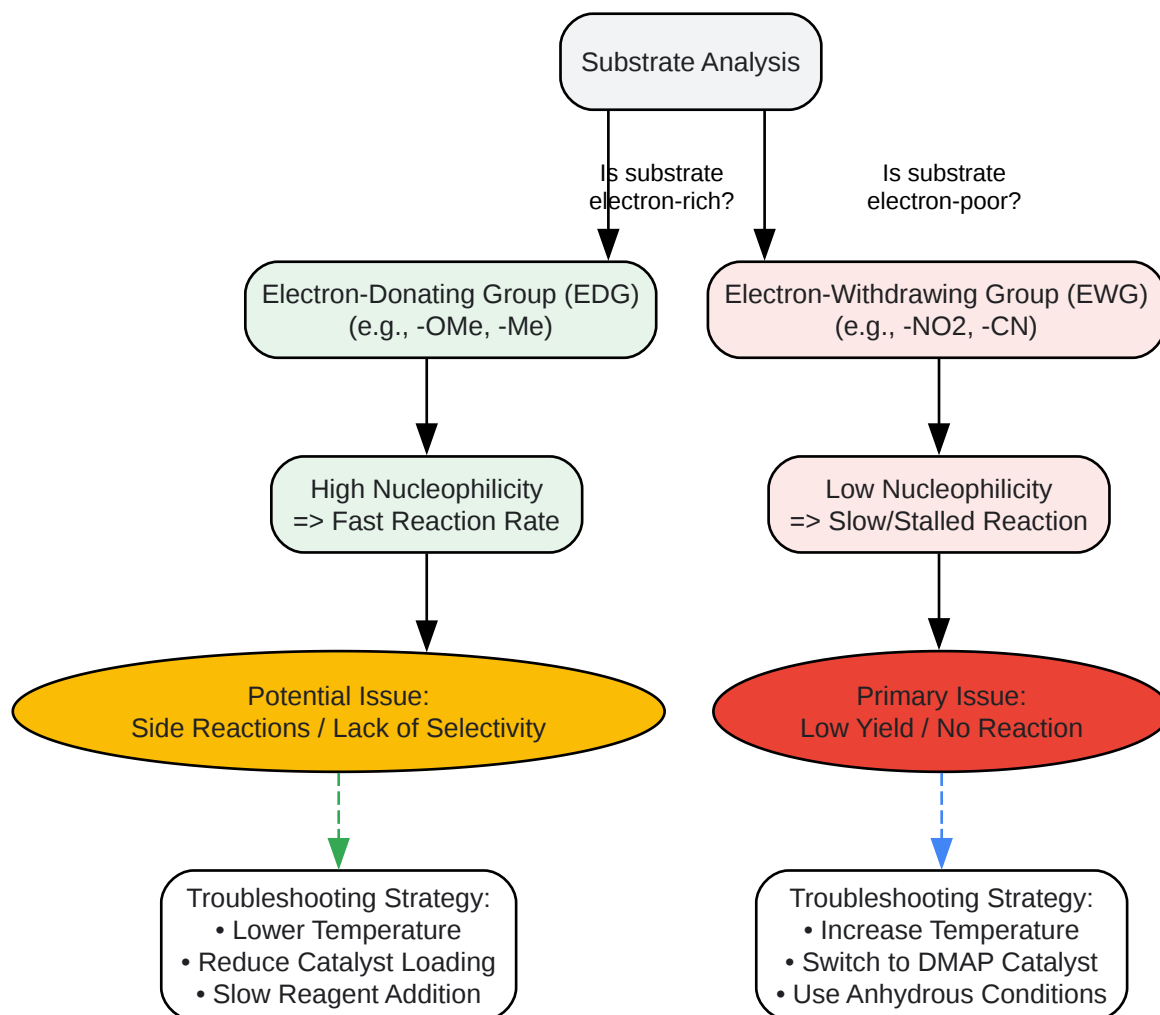 Substrate Analysis
Is substrate
electron-rich?
Is substrate
electron-poor?
Electron-Donating Group (EDG)
(e.g., -OMe, -Me)
Electron-Withdrawing Group (EWG)
(e.g., -NO2, -CN)
High Nucleophilicity
=> Fast Reaction Rate
Low Nucleophilicity
=> Slow/Stalled Reaction
Potential Issue:
Side Reactions / Lack of Selectivity
Primary Issue:
Low Yield / No Reaction
Troubleshooting Strategy:
• Lower Temperature
• Reduce Catalyst Loading
• Slow Reagent Addition
Troubleshooting Strategy:
• Increase Temperature
• Switch to DMAP Catalyst
• Use Anhydrous Conditions